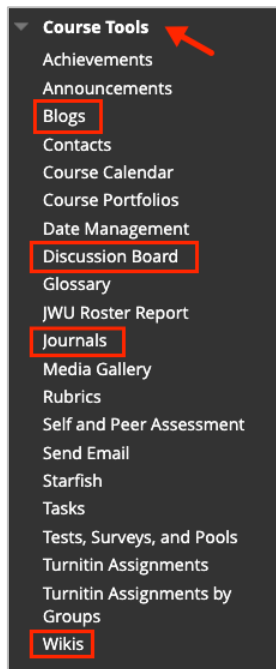 Course Tools
Achievements
Announcements
Blogs
Contacts
Course Calendar
Course Portfolios
Date Management
Discussion Board
Glossary
JWU Roster Report
Journals
Media Gallery
Rubrics
Self and Peer Assessment
Send Email
Starfish
Tasks
Tests, Surveys, and Pools
Turnitin Assignments
Turnitin Assignments by
Groups
Wikis